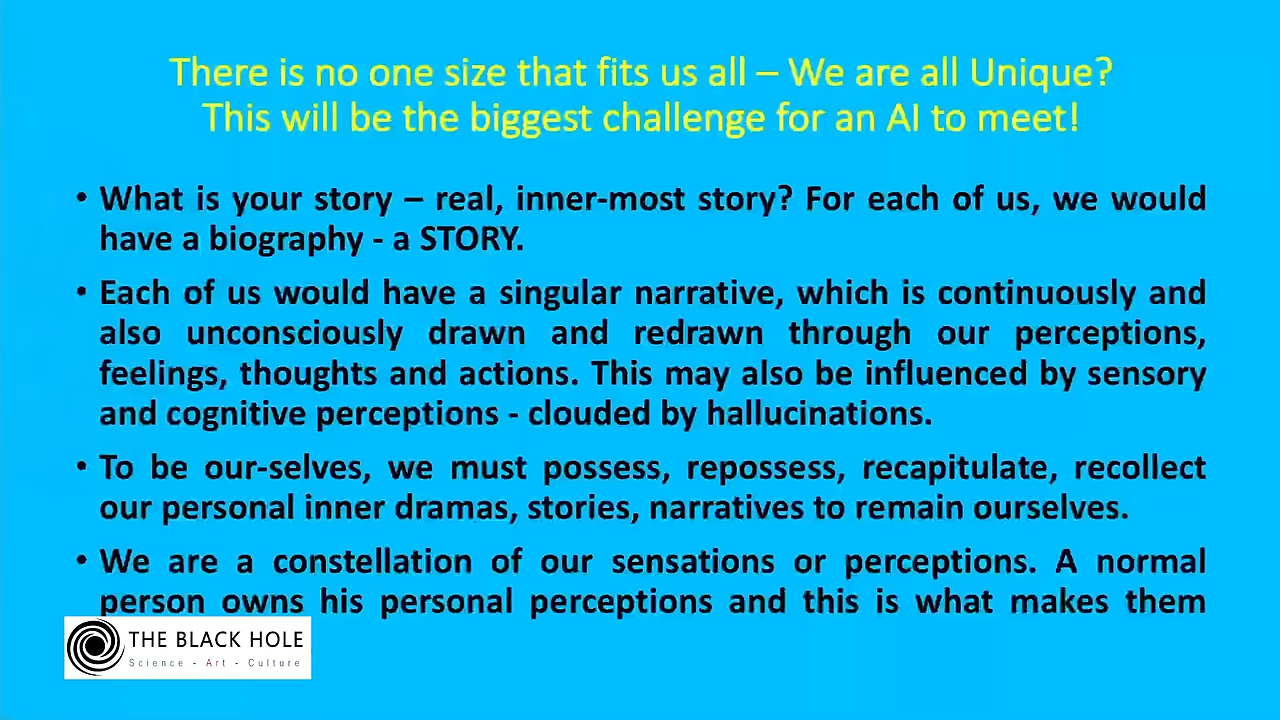 There is no one size that fits us all – We are all Unique?
This will be the biggest challenge for an AI to meet!
• What is your story – real, inner-most story? For each of us, we would
have a biography - a STORY.
• Each of us would have a singular narrative, which is continuously and
also unconsciously drawn and redrawn through our perceptions,
feelings, thoughts and actions. This may also be influenced by sensory
and cognitive perceptions - clouded by hallucinations.
• To be our-selves, we must possess, repossess, recapitulate, recollect
our personal inner dramas, stories, narratives to remain ourselves.
• We are a constellation of our sensations or perceptions. A normal
person owns his personal perceptions and this is what makes them
THE BLACK HOLE
Science - Art - Culture